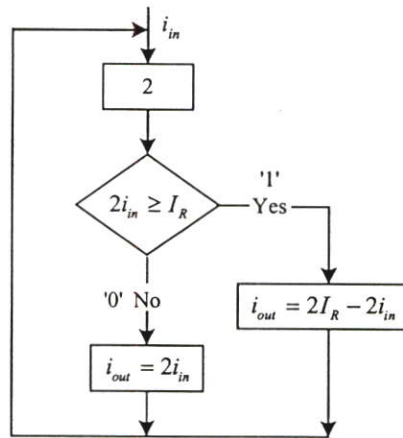 i_in
2
2i_in ≥ I_R
'1'
Yes
'0' No
i_out = 2I_R − 2i_in
i_out = 2i_in